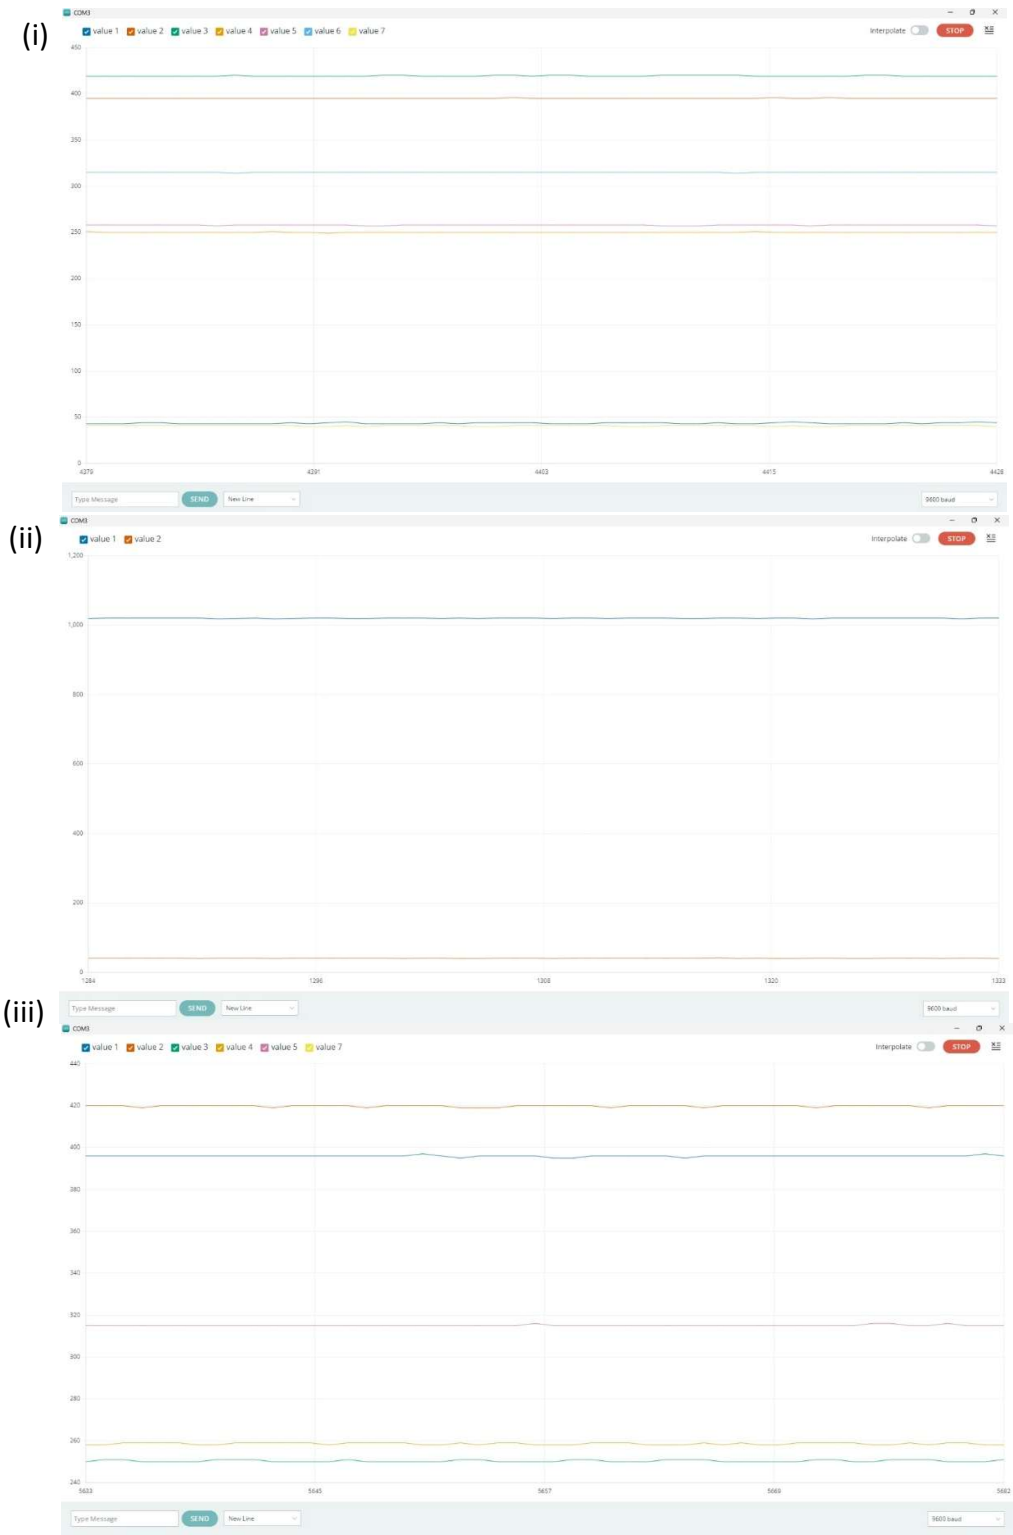 (i)
COM3
value 1 value 2 value 3 value 4 value 5 value 6 value 7
Interpolate STOP
450
400
350
300
250
200
150
100
50
0
4379 4391 4403 4415 4428
Type Message SEND New Line 9600 baud
(ii)
COM3
value 1 value 2
Interpolate STOP
1,200
1,000
800
600
400
200
0
1284 1296 1308 1320 1333
Type Message SEND New Line 9600 baud
(iii)
COM3
value 1 value 2 value 3 value 4 value 5 value 7
Interpolate STOP
440
420
400
380
360
340
320
300
280
260
240
5633 5645 5657 5669 5682
Type Message SEND New Line 9600 baud